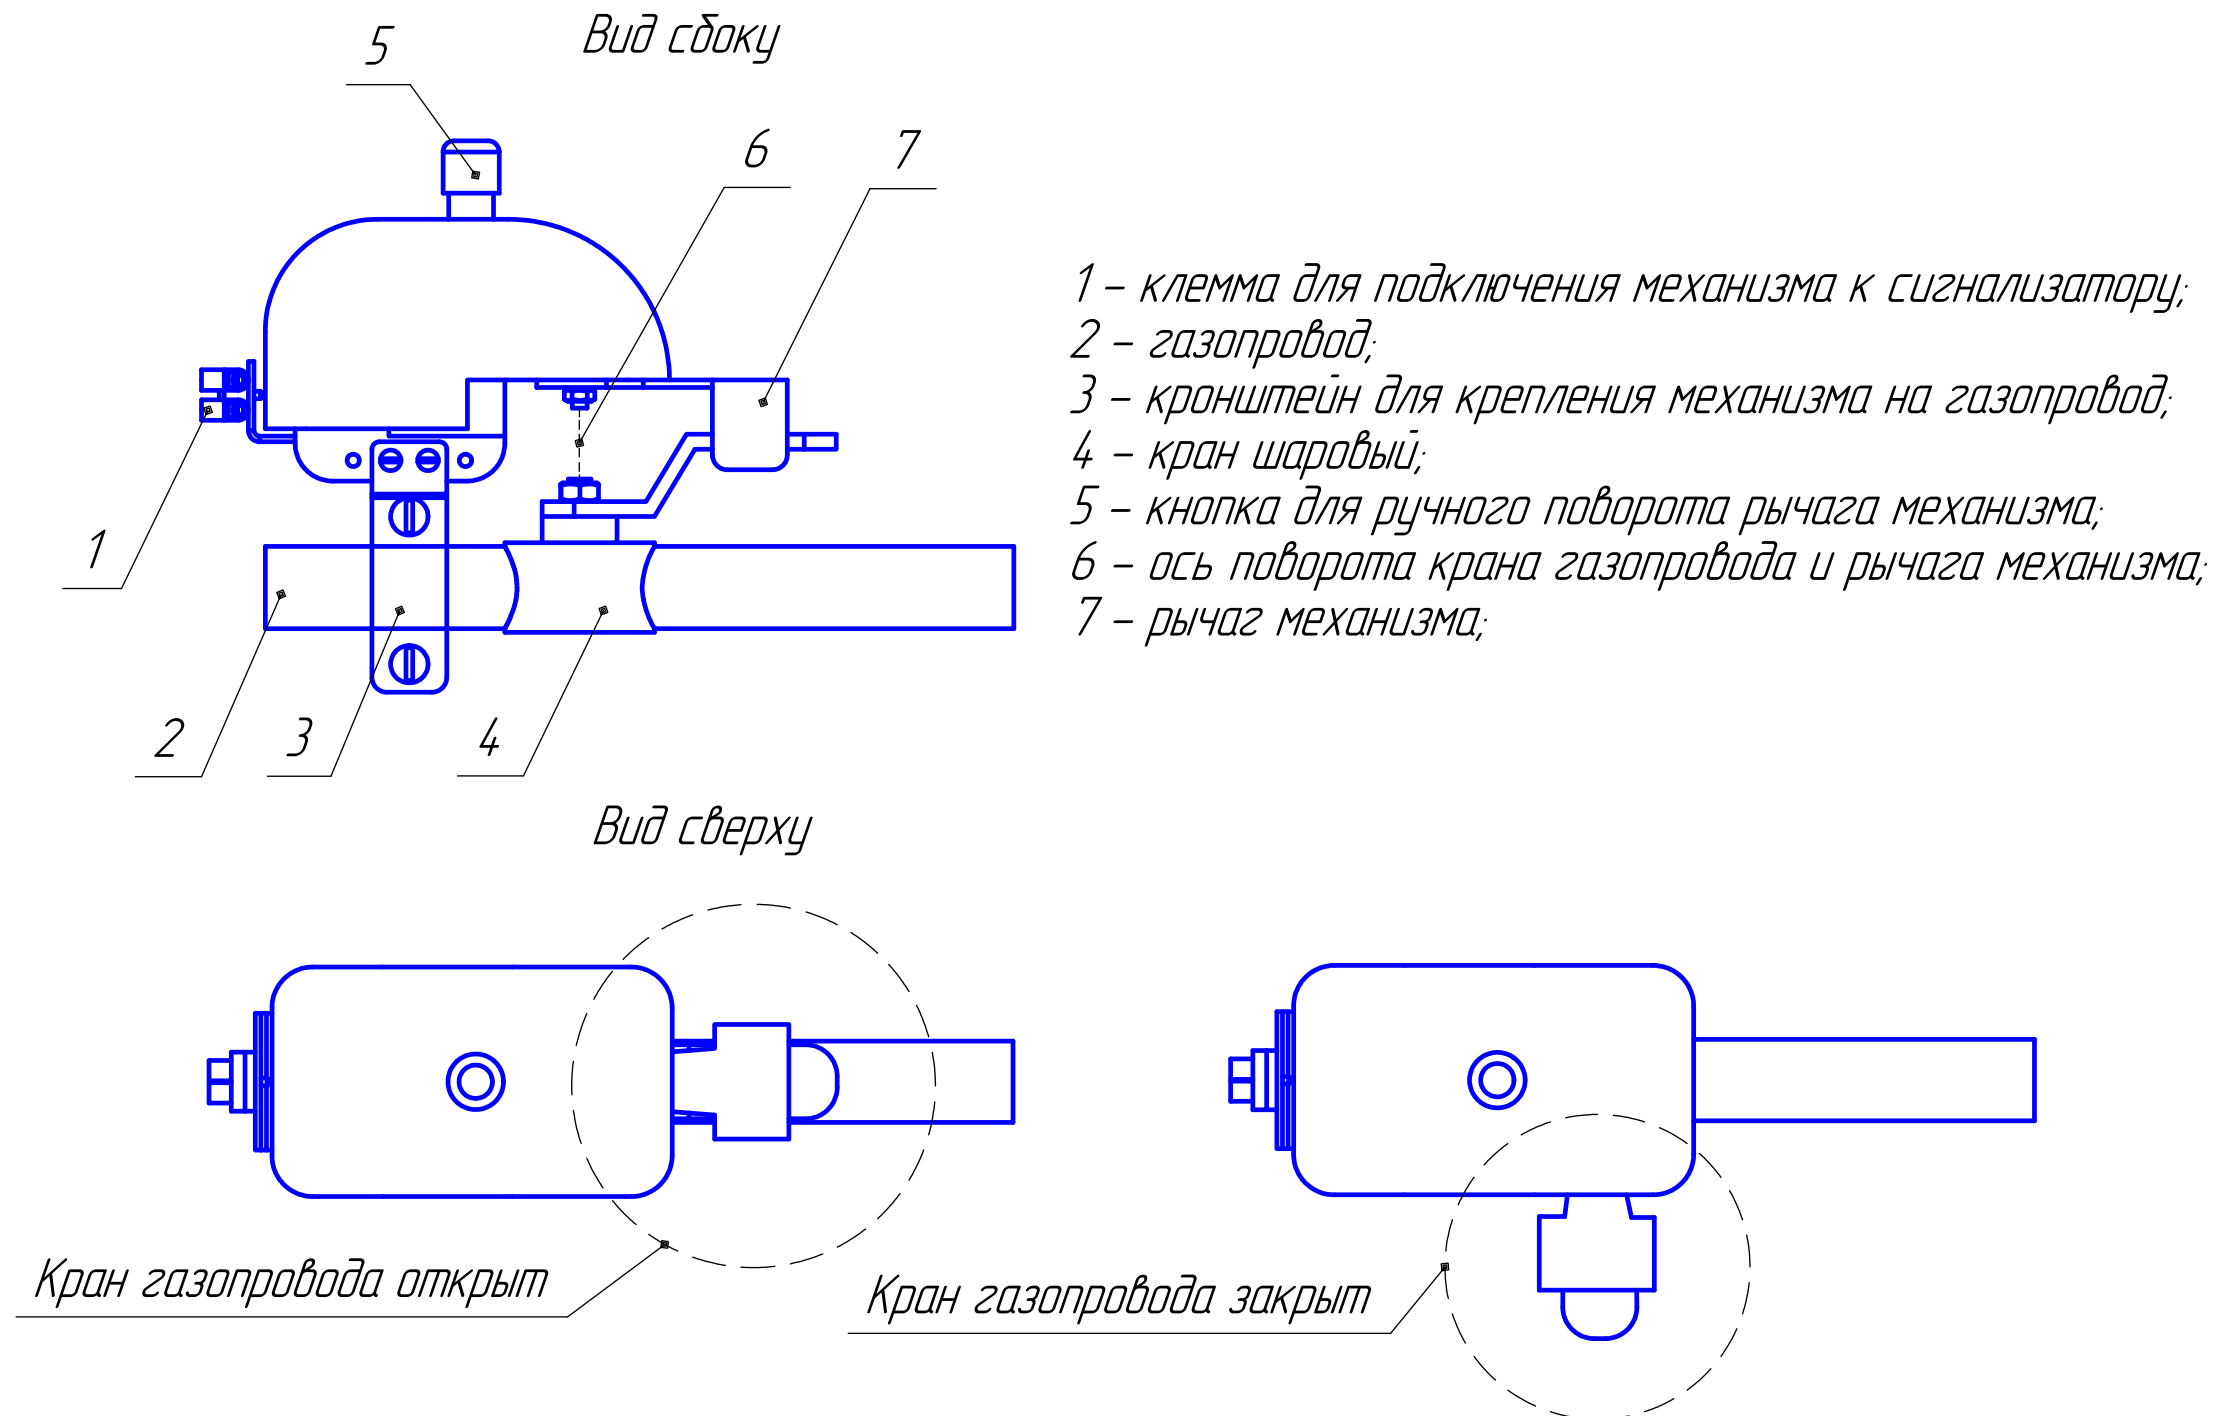 Вид сбоку
5
6
7
1
2
3
4
1 – клемма для подключения механизма к сигнализатору;
2 – газопровод;
3 – кронштейн для крепления механизма на газопровод;
4 – кран шаровый;
5 – кнопка для ручного поворота рычага механизма;
6 – ось поворота крана газопровода и рычага механизма;
7 – рычаг механизма;
Вид сверху
Кран газопровода открыт
Кран газопровода закрыт